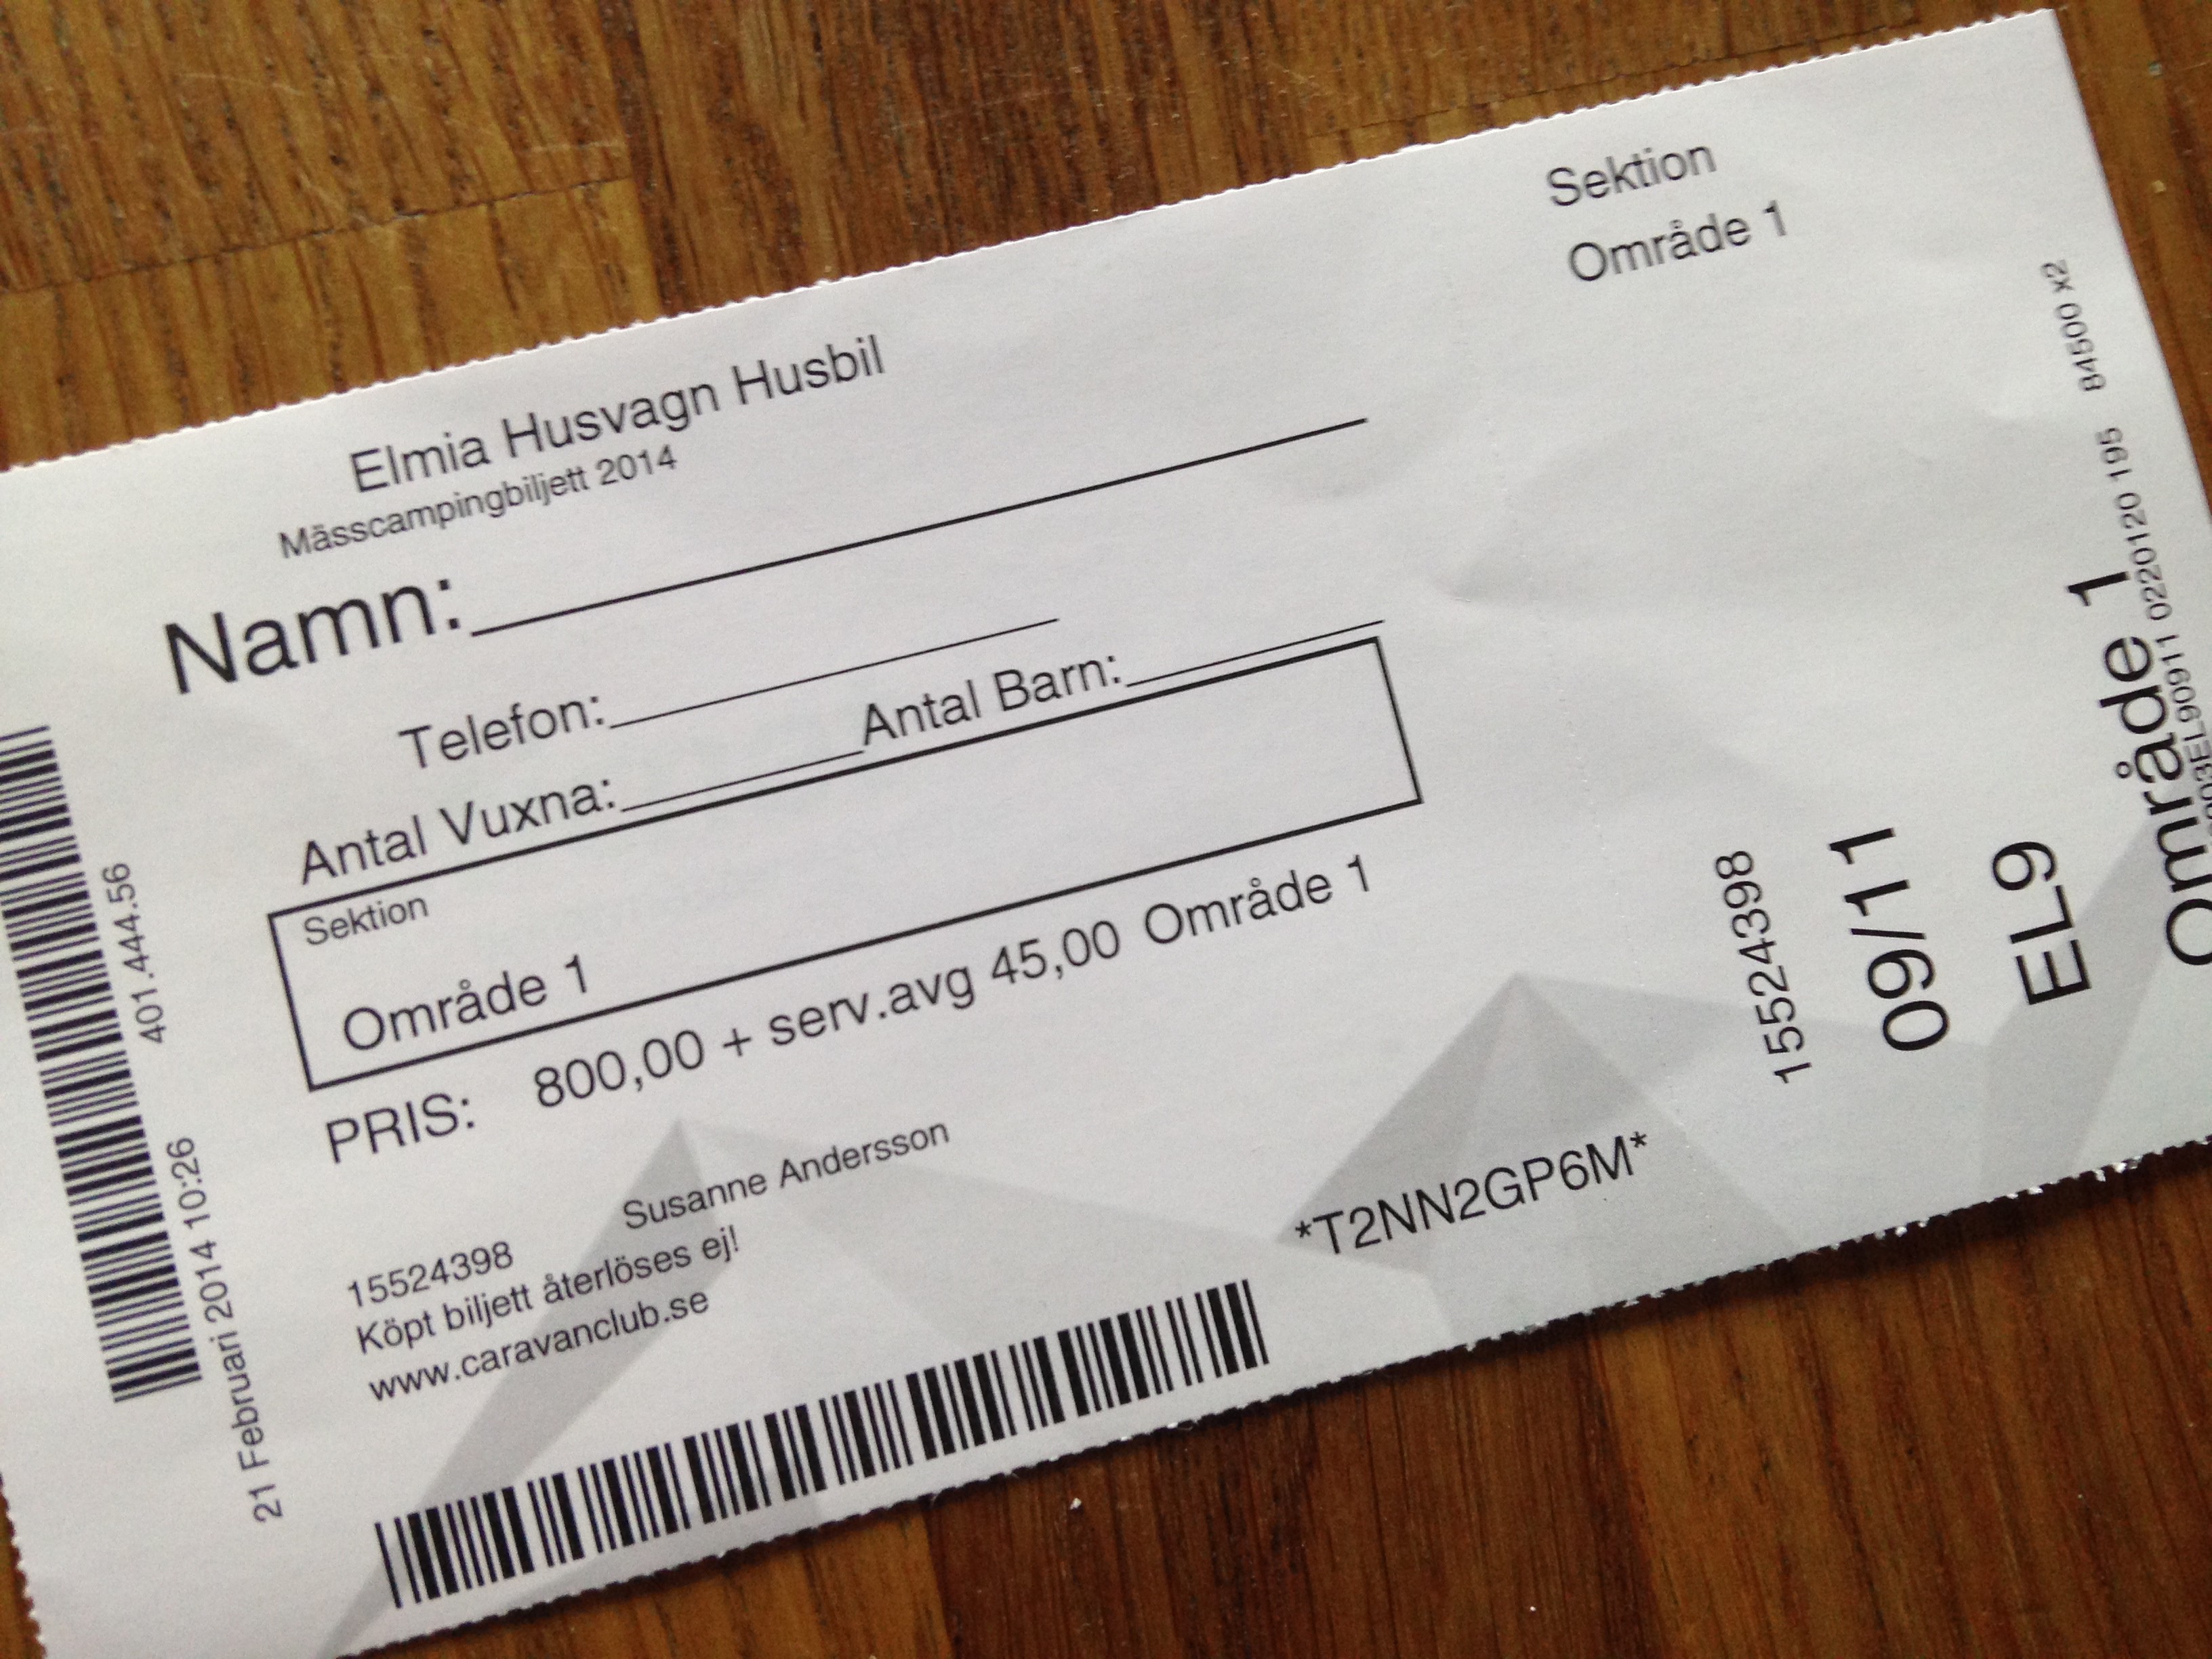 Elmia Husvagn Husbil
Mässcampingbiljett 2014
Namn:
Telefon:
Antal Vuxna: Antal Barn:
Sektion
Område 1
PRIS: 800,00 + serv.avg 45,00 Område 1
Susanne Andersson
15524398
Köpt biljett återlöses ej!
www.caravanclub.se
*T2NN2GP6M*
401.444.56
21 Februari 2014 10:26
Sektion
Område 1
15524398
09/11
EL9
Område 1
0220120 195 84500 x2